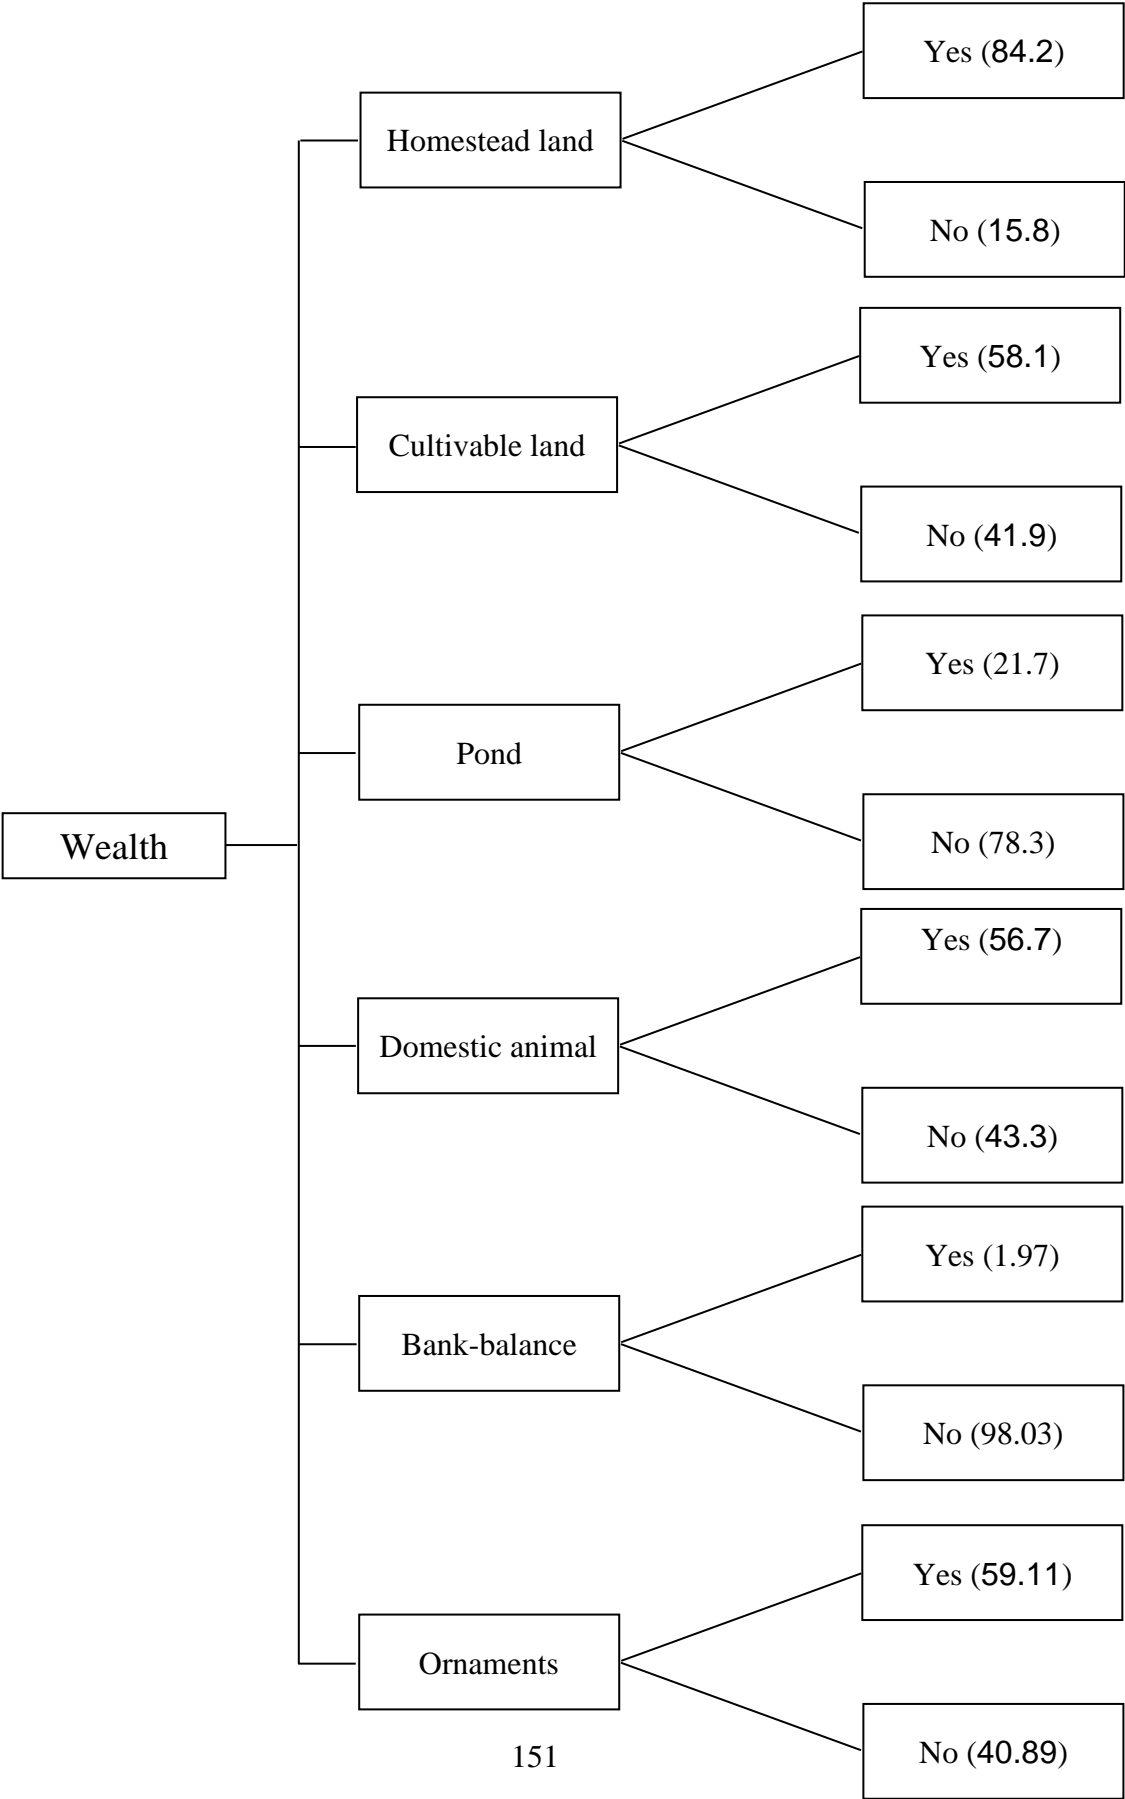 Yes (84.2)
Homestead land
No (15.8)
Yes (58.1)
Cultivable land
No (41.9)
Yes (21.7)
Pond
No (78.3)
Wealth
Yes (56.7)
Domestic animal
No (43.3)
Yes (1.97)
Bank-balance
No (98.03)
Yes (59.11)
Ornaments
No (40.89)
151